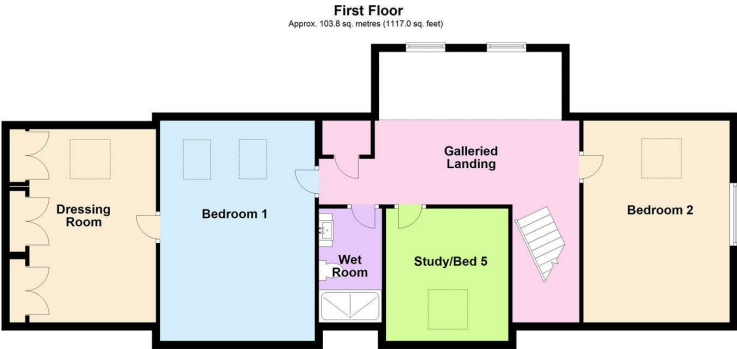 First Floor
Approx. 103.8 sq. metres (1117.0 sq. feet)
Galleried
Landing
Dressing
Room
Bedroom 1
Bedroom 2
Wet
Room
Study/Bed 5